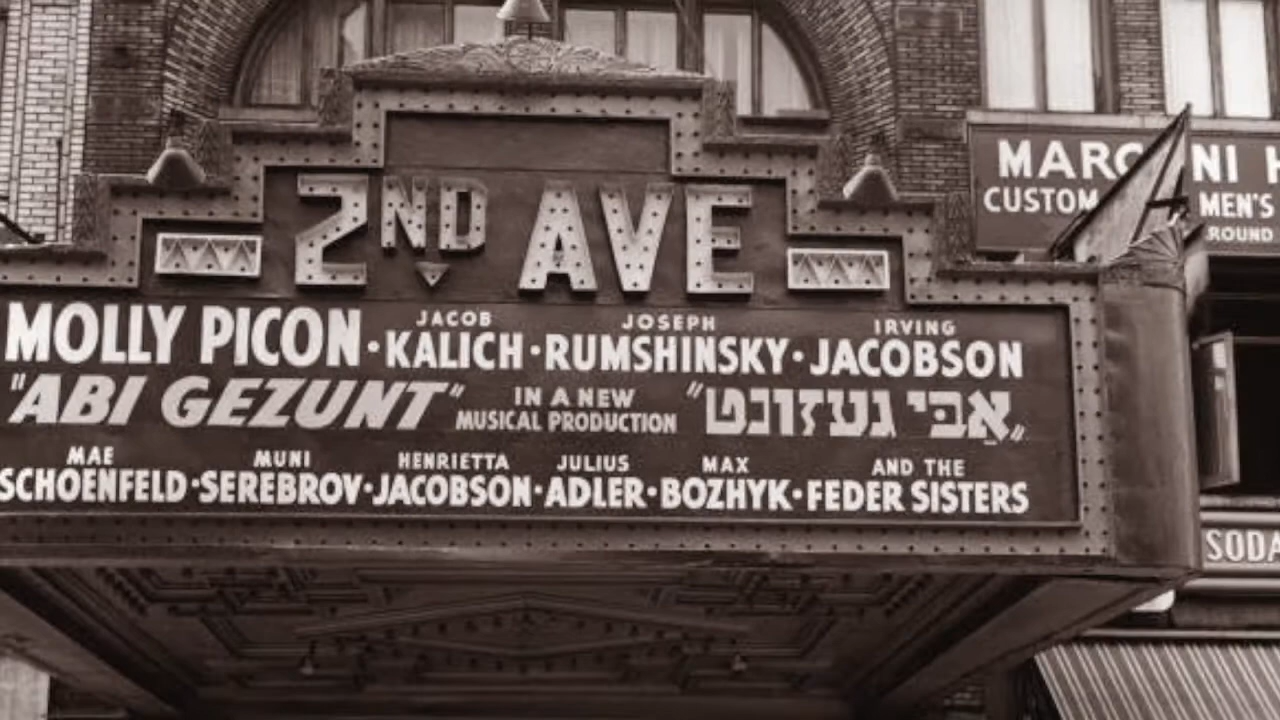 2ND AVE
MOLLY PICON · JACOB KALICH · JOSEPH RUMSHINSKY · IRVING JACOBSON
"ABI GEZUNT" IN A NEW MUSICAL PRODUCTION "אבי געזונט"
MAE SCHOENFELD · MUNI SEREBROV · HENRIETTA JACOBSON · JULIUS ADLER · MAX BOZHYK · AND THE FEDER SISTERS
CUSTOM MEN'S
ROUND
SODA